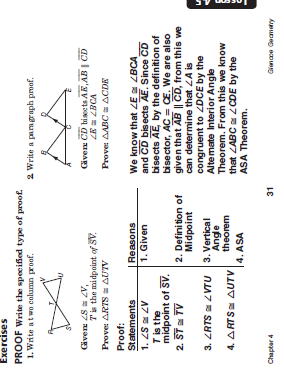 Lesson 4-5
Exercises
PROOF Write the specified type of proof.
1. Write a two column proof.
R
V
T
S
U
Given: ∠S ≅ ∠V,
T is the midpoint of SV.
Prove: △RTS ≅ △UTV
Proof:
Statements
Reasons
1. ∠S ≅ ∠V
T is the
midpoint of SV.
1. Given
2. ST ≅ TV
2. Definition of
Midpoint
3. ∠RTS ≅ ∠VTU
3. Vertical
Angle
theorem
4. △RTS ≅ △UTV
4. ASA
2. Write a paragraph proof.
D
B
E
C
A
Given: CD bisects AE, AB ∥ CD
∠E ≅ ∠BCA
Prove: △ABC ≅ △CDE
We know that ∠E ≅ ∠BCA
and CD bisects AE. Since CD
bisects AE by the definition of
bisector, AC = CE. We are also
given that AB ∥ CD, from this we
can determine that ∠A is
congruent to ∠DCE by the
Alternate Interior Angle
Theorem. From this we know
that ∠ABC ≅ ∠CDE by the
ASA Theorem.
Chapter 4
31
Glencoe Geometry